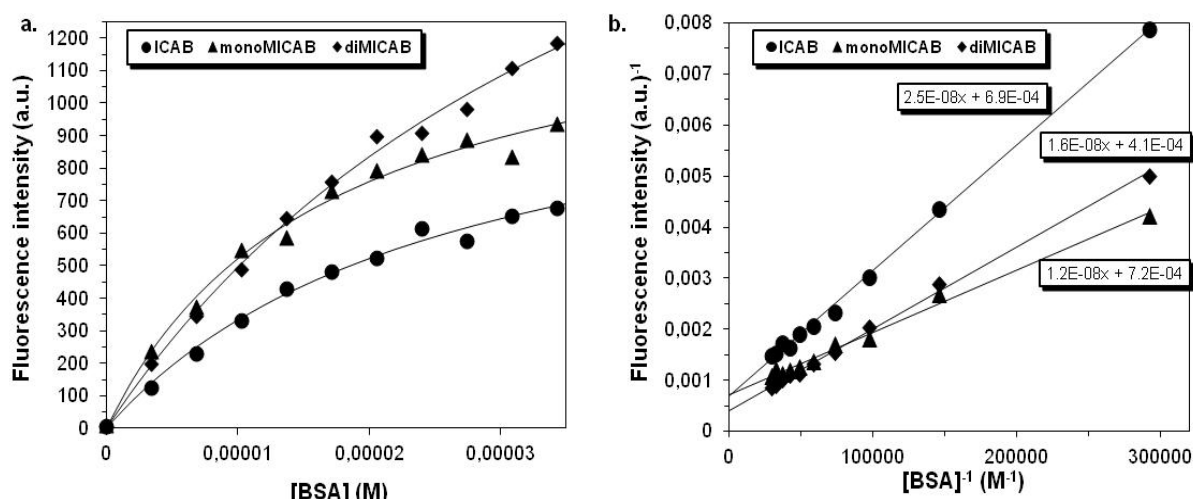 a.
● ICAB ▲ monoMICAB ◆ diMICAB
Fluorescence intensity (a.u.)
1200
1100
1000
900
800
700
600
500
400
300
200
100
0
0 0,00001 0,00002 0,00003
[BSA] (M)
b.
● ICAB ▲ monoMICAB ◆ diMICAB
Fluorescence intensity (a.u.)⁻¹
0,008
0,007
0,006
0,005
0,004
0,003
0,002
0,001
0
2.5E-08x + 6.9E-04
1.6E-08x + 4.1E-04
1.2E-08x + 7.2E-04
0 100000 200000 300000
[BSA]⁻¹ (M⁻¹)